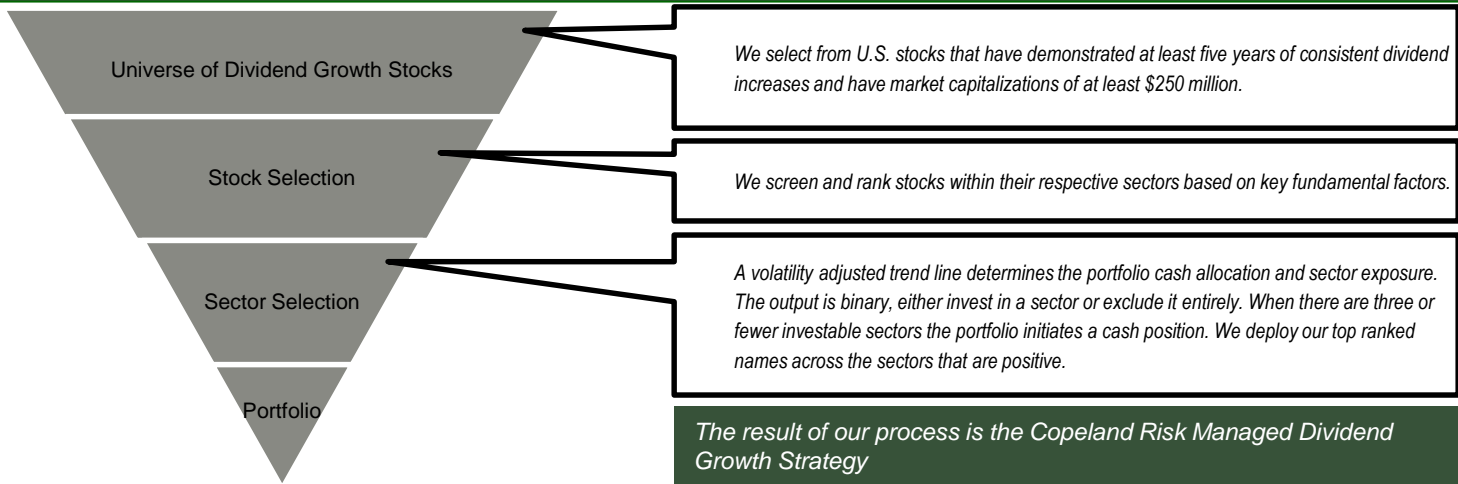 Universe of Dividend Growth Stocks
We select from U.S. stocks that have demonstrated at least five years of consistent dividend
increases and have market capitalizations of at least $250 million.
Stock Selection
We screen and rank stocks within their respective sectors based on key fundamental factors.
Sector Selection
A volatility adjusted trend line determines the portfolio cash allocation and sector exposure.
The output is binary, either invest in a sector or exclude it entirely. When there are three or
fewer investable sectors the portfolio initiates a cash position. We deploy our top ranked
names across the sectors that are positive.
Portfolio
The result of our process is the Copeland Risk Managed Dividend
Growth Strategy